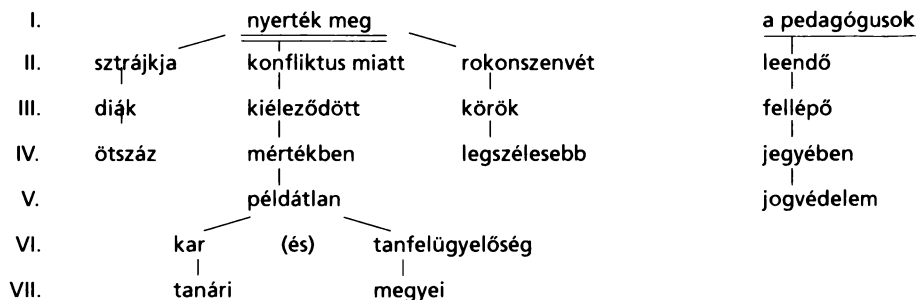 I. nyerték meg a pedagógusok
II. sztrájkja konfliktus miatt rokonszenvét leendő
III. diák kiéleződött körök fellépő
IV. ötszáz mértékben legszélesebb jegyében
V. példátlan jogvédelem
VI. kar (és) tanfelügyelőség
VII. tanári megyei